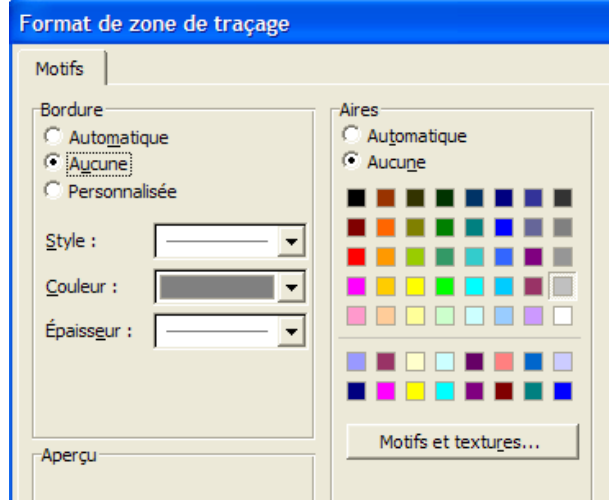 Format de zone de traçage
Motifs
Bordure
Automatique
Aucune
Personnalisée
Style :
Couleur :
Épaisseur :
Aperçu
Aires
Automatique
Aucune
Motifs et textures...